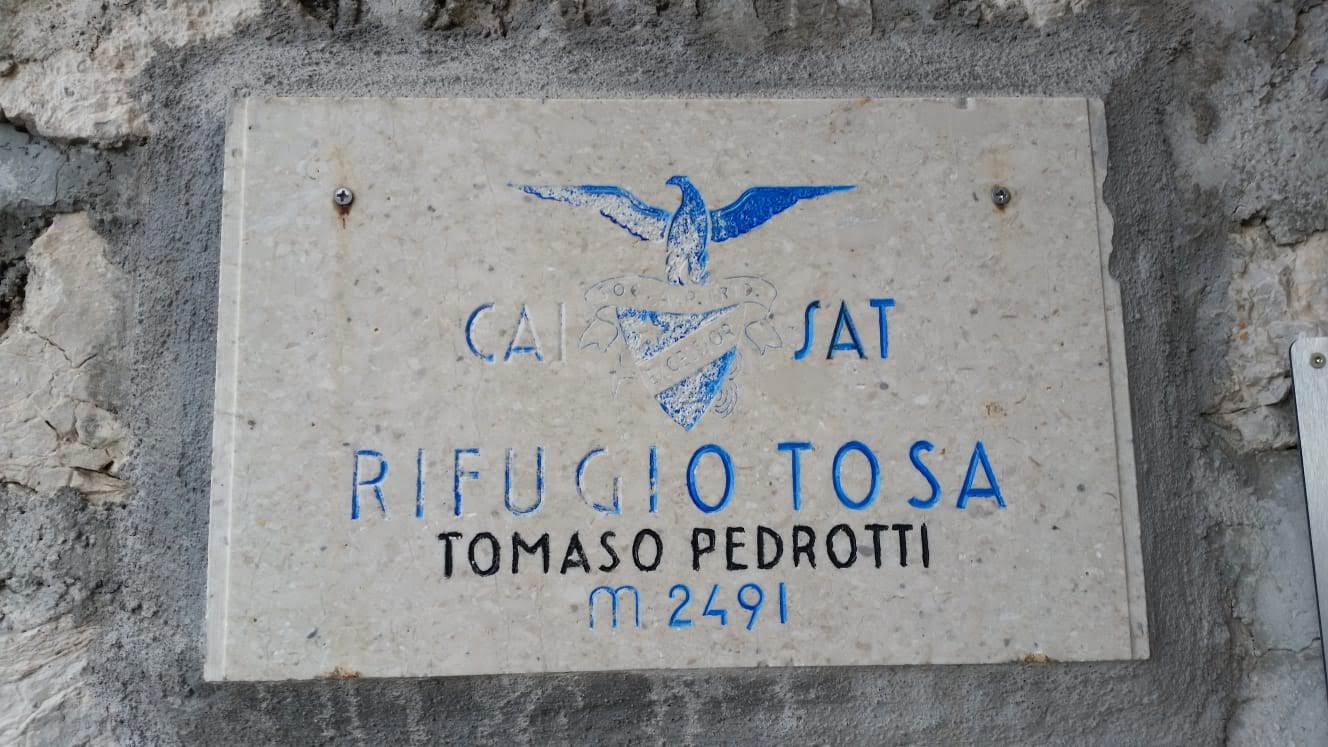 CAI SAT
RIFUGIO TOSA
TOMASO PEDROTTI
m 2491